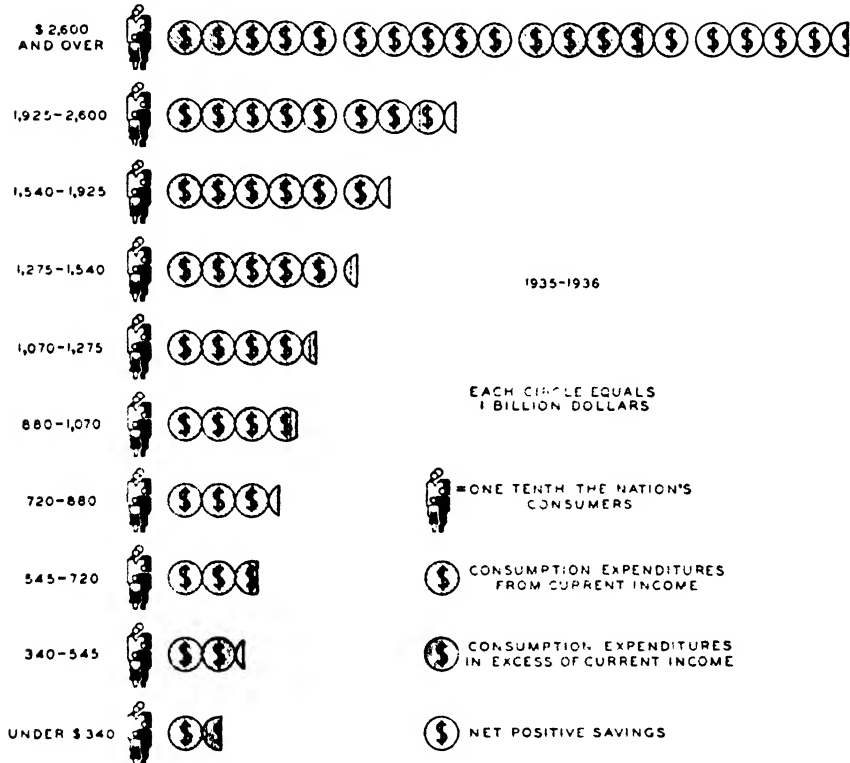 $2,600
AND OVER
1,925-2,600
1,540-1,925
1,275-1,540
1935-1936
1,070-1,275
EACH CIRCLE EQUALS
1 BILLION DOLLARS
880-1,070
720-880
=ONE TENTH THE NATION'S
CONSUMERS
545-720
$ CONSUMPTION EXPENDITURES
FROM CURRENT INCOME
340-545
$ CONSUMPTION EXPENDITURES
IN EXCESS OF CURRENT INCOME
UNDER $340
$ NET POSITIVE SAVINGS